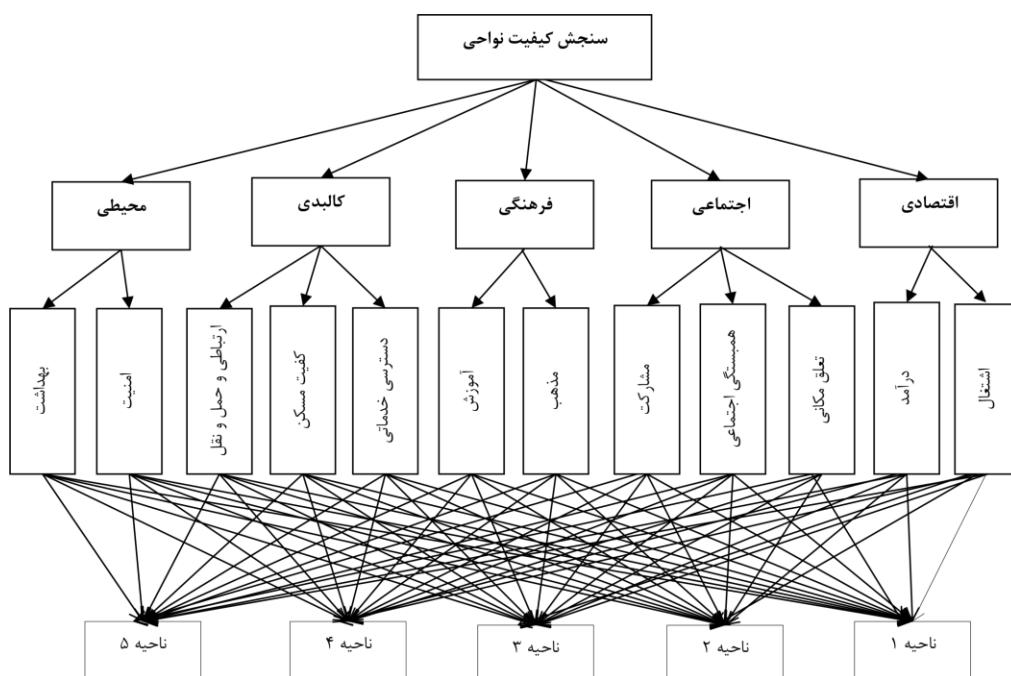 سنجش کیفیت نواحی
اقتصادی
اجتماعی
فرهنگی
کالبدی
محیطی
اشتغال
درآمد
تعلق مکانی
همبستگی اجتماعی
مشارکت
مذهب
آموزش
دسترسی خدماتی
کفیت مسکن
ارتباطی و حمل و نقل
امنیت
بهداشت
ناحیه ۱
ناحیه ۲
ناحیه ۳
ناحیه ۴
ناحیه ۵